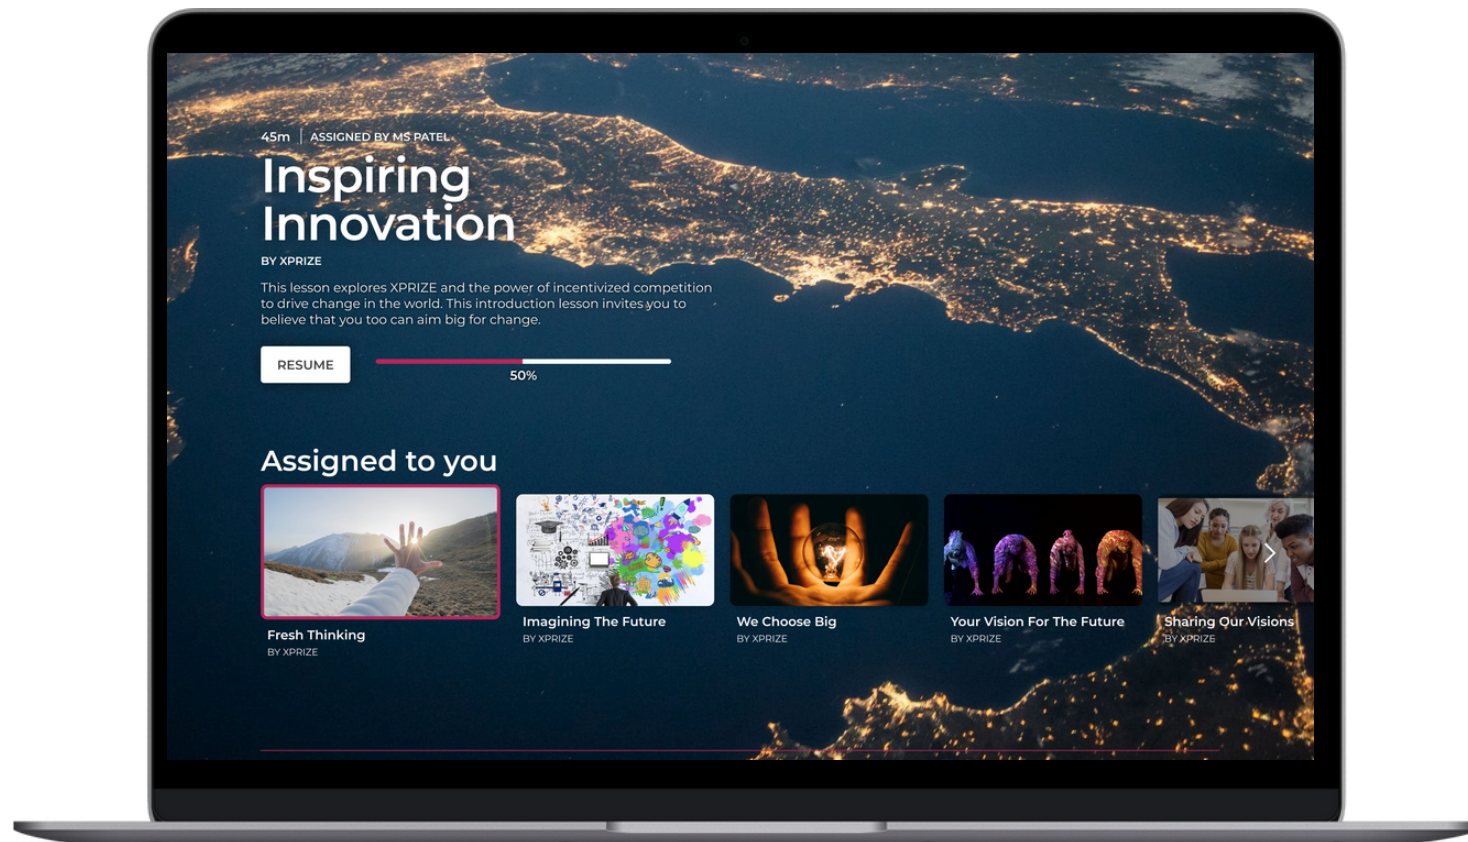 45m | ASSIGNED BY MS PATEL
Inspiring
Innovation
BY XPRIZE
This lesson explores XPRIZE and the power of incentivized competition
to drive change in the world. This introduction lesson invites you to
believe that you too can aim big for change.
RESUME
50%
Assigned to you
Fresh Thinking
BY XPRIZE
Imagining The Future
BY XPRIZE
We Choose Big
BY XPRIZE
Your Vision For The Future
BY XPRIZE
Sharing Our Visions
BY XPRIZE